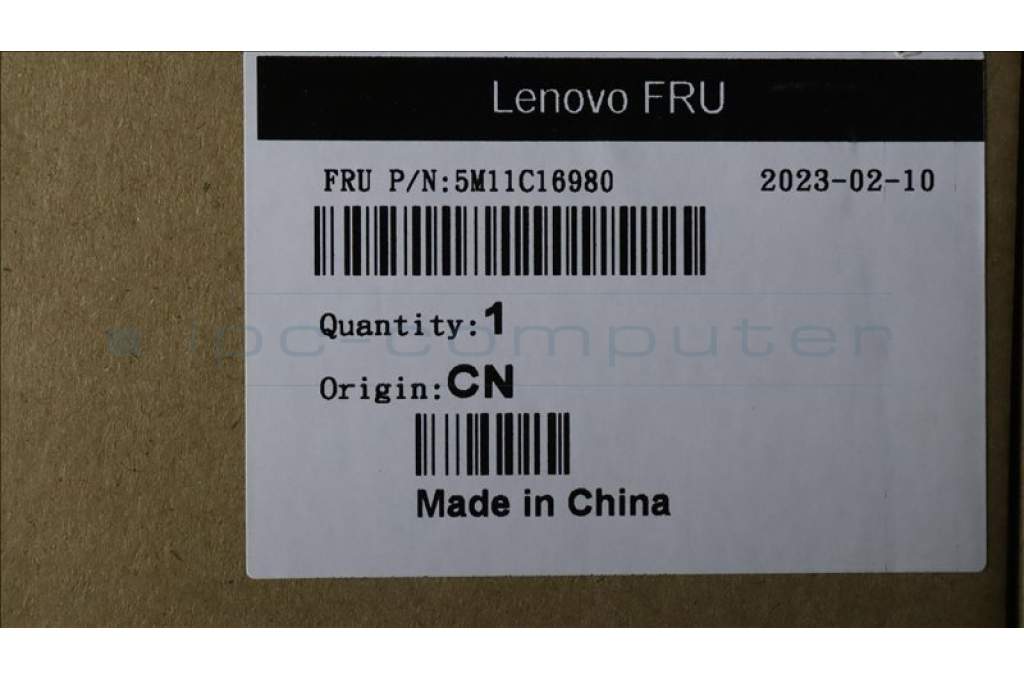 Lenovo FRU
FRU P/N:5M11C16980 2023-02-10
Quantity:1
ipc-computer
Origin:CN
Made in China